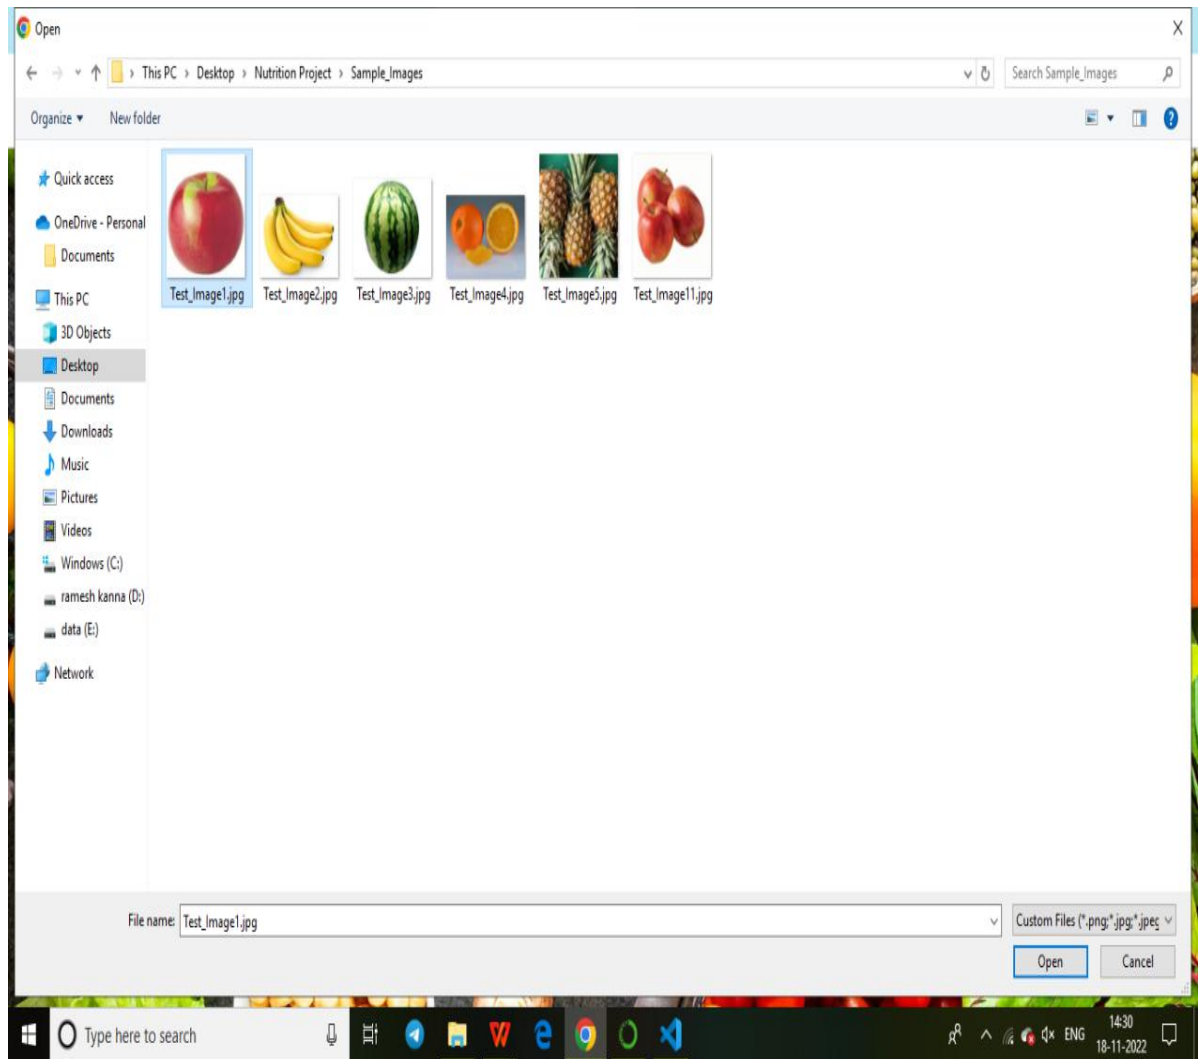 Open
This PC > Desktop > Nutrition Project > Sample_Images
Search Sample_Images
Organize
New folder
Quick access
OneDrive - Personal
Documents
This PC
3D Objects
Desktop
Documents
Downloads
Music
Pictures
Videos
Windows (C:)
ramesh kanna (D:)
data (E:)
Network
Test_Image1.jpg
Test_Image2.jpg
Test_Image3.jpg
Test_Image4.jpg
Test_Image5.jpg
Test_Image11.jpg
File name: Test_Image1.jpg
Custom Files (*.png;*.jpg;*.jpeg
Open
Cancel
Type here to search
ENG
14:30
18-11-2022